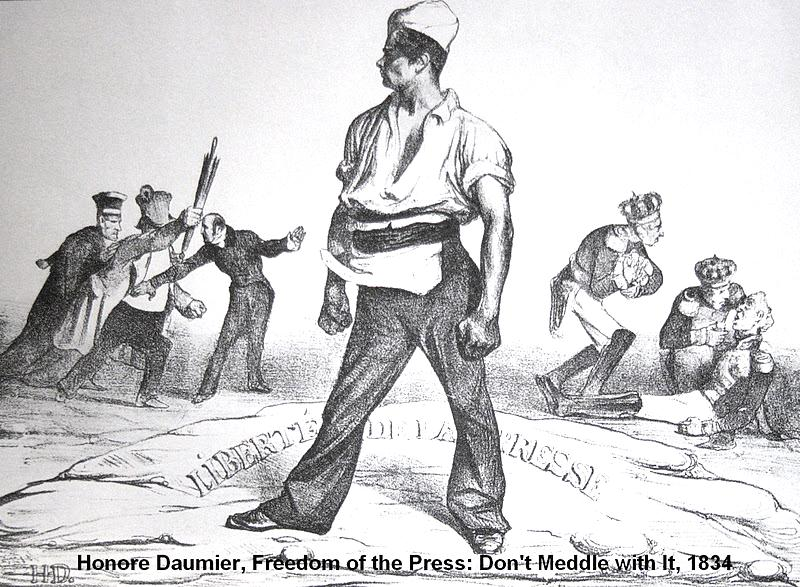 LIBERTÉ DE LA PRESSE
H.D.
Honore Daumier, Freedom of the Press: Don't Meddle with It, 1834